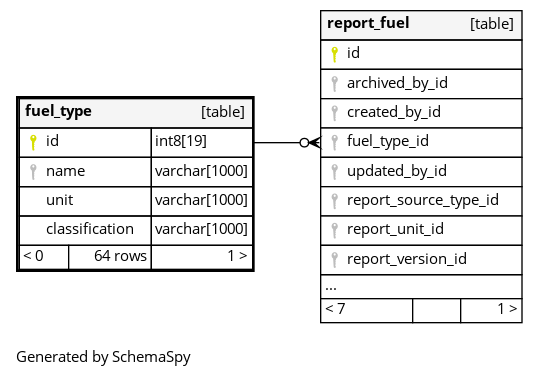 fuel_type [table]
id int8[19]
name varchar[1000]
unit varchar[1000]
classification varchar[1000]
< 0 64 rows 1 >
report_fuel [table]
id
archived_by_id
created_by_id
fuel_type_id
updated_by_id
report_source_type_id
report_unit_id
report_version_id
...
< 7 1 >
Generated by SchemaSpy